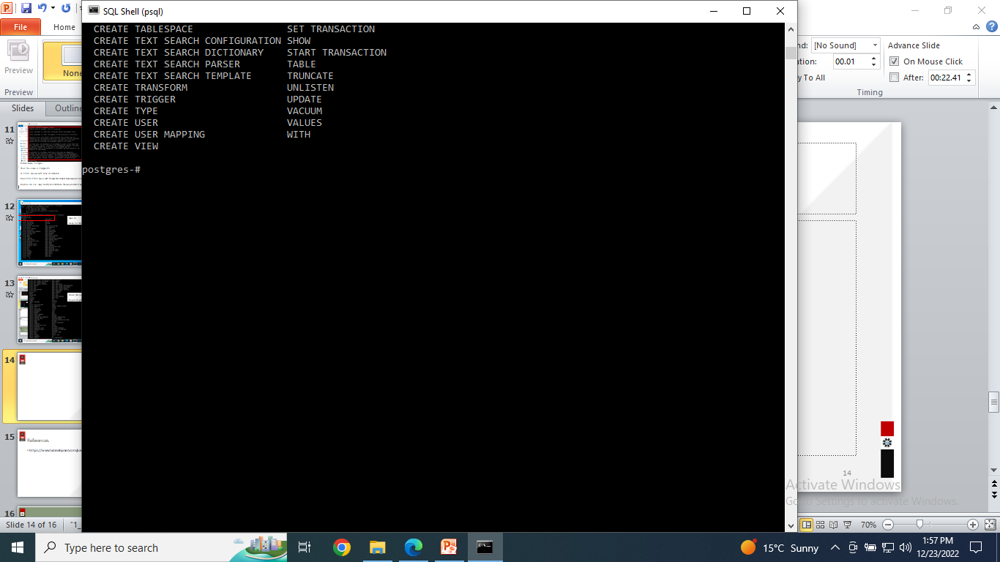 SQL Shell (psql)
File
Home
Preview
None
Preview
CREATE TABLESPACE SET TRANSACTION
CREATE TEXT SEARCH CONFIGURATION SHOW
CREATE TEXT SEARCH DICTIONARY START TRANSACTION
CREATE TEXT SEARCH PARSER TABLE
CREATE TEXT SEARCH TEMPLATE TRUNCATE
CREATE TRANSFORM UNLISTEN
CREATE TRIGGER UPDATE
CREATE TYPE VACUUM
CREATE USER VALUES
CREATE USER MAPPING WITH
CREATE VIEW
postgres-#
nd: [No Sound] Advance Slide
ation: 00.01 On Mouse Click
y To All After: 00:22.41
Timing
Slides Outline
11
12
13
14
15
References
16
14
Activate Windows
Go to Settings to activate Windows.
Slide 14 of 16 "1_
70%
Type here to search
15°C Sunny
1:57 PM
12/23/2022